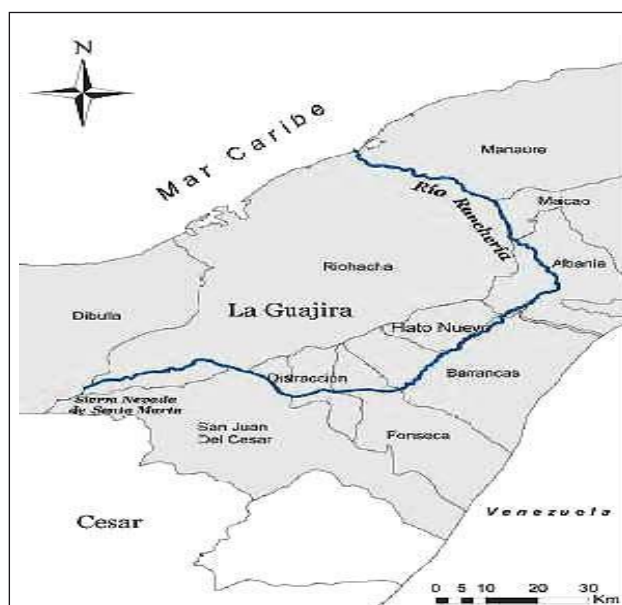 N
Mar Caribe
Manaure
Río Ranchería
Maicao
Albania
Riohacha
La Guajira
Dibulla
Hato Nuevo
Distracción
Barrancas
Sierra Nevada
de Santa Marta
San Juan
Del Cesar
Fonseca
Cesar
Venezuela
0 5 10 20 30
Km